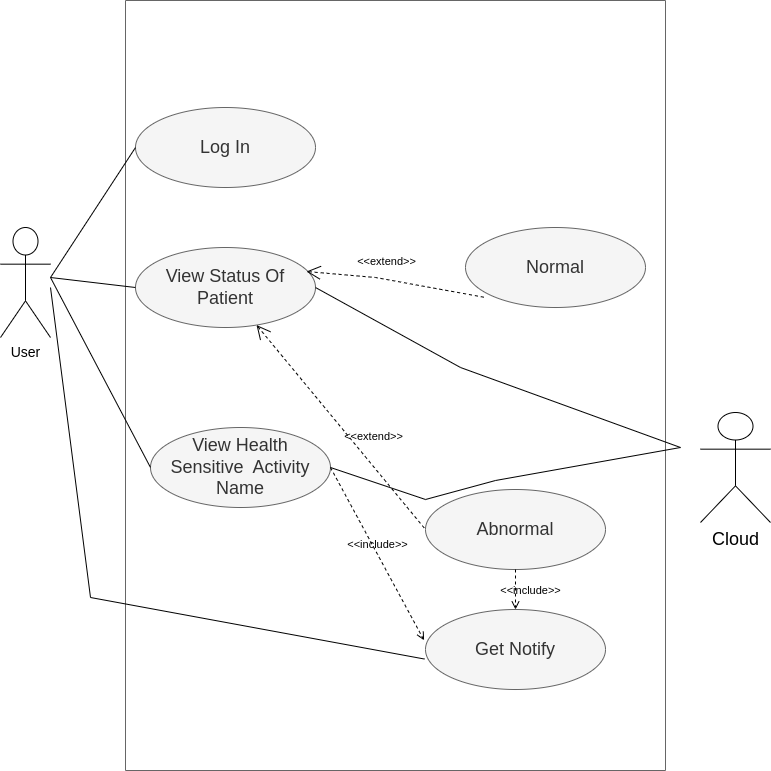 Log In
<<extend>>
Normal
View Status Of
Patient
User
<<extend>>
View Health
Sensitive  Activity
Name
Abnormal
Cloud
<<include>>
<<include>>
Get Notify